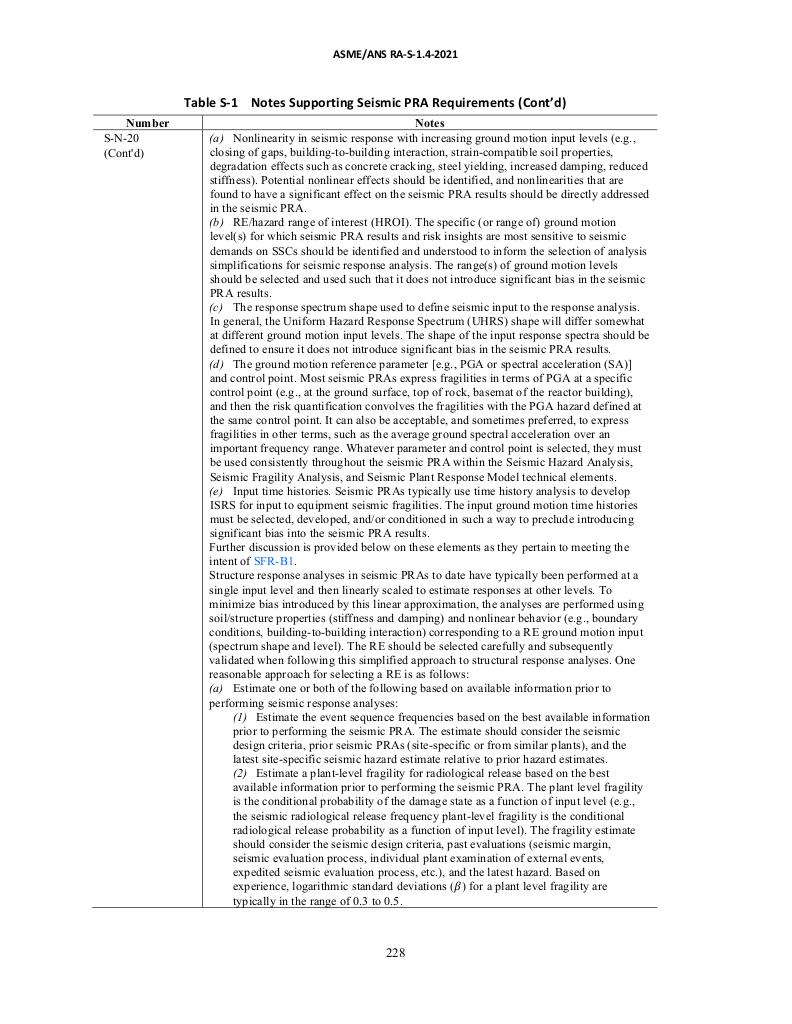 ASME/ANS RA-S-1.4-2021
Table S-1 Notes Supporting Seismic PRA Requirements (Cont’d)
Number Notes
S-N-20
(Cont'd)
(a) Nonlinearity in seismic response with increasing ground motion input levels (e.g.,
closing of gaps, building-to-building interaction, strain-compatible soil properties,
degradation effects such as concrete cracking, steel yielding, increased damping, reduced
stiffness). Potential nonlinear effects should be identified, and nonlinearities that are
found to have a significant effect on the seismic PRA results should be directly addressed
in the seismic PRA.
(b) RE/hazard range of interest (HROI). The specific (or range of) ground motion
level(s) for which seismic PRA results and risk insights are most sensitive to seismic
demands on SSCs should be identified and understood to inform the selection of analysis
simplifications for seismic response analysis. The range(s) of ground motion levels
should be selected and used such that it does not introduce significant bias in the seismic
PRA results.
(c) The response spectrum shape used to define seismic input to the response analysis.
In general, the Uniform Hazard Response Spectrum (UHRS) shape will differ somewhat
at different ground motion input levels. The shape of the input response spectra should be
defined to ensure it does not introduce significant bias in the seismic PRA results.
(d) The ground motion reference parameter [e.g., PGA or spectral acceleration (SA)]
and control point. Most seismic PRAs express fragilities in terms of PGA at a specific
control point (e.g., at the ground surface, top of rock, basemat of the reactor building),
and then the risk quantification convolves the fragilities with the PGA hazard defined at
the same control point. It can also be acceptable, and sometimes preferred, to express
fragilities in other terms, such as the average ground spectral acceleration over an
important frequency range. Whatever parameter and control point is selected, they must
be used consistently throughout the seismic PRA within the Seismic Hazard Analysis,
Seismic Fragility Analysis, and Seismic Plant Response Model technical elements.
(e) Input time histories. Seismic PRAs typically use time history analysis to develop
ISRS for input to equipment seismic fragilities. The input ground motion time histories
must be selected, developed, and/or conditioned in such a way to preclude introducing
significant bias into the seismic PRA results.
Further discussion is provided below on these elements as they pertain to meeting the
intent of SFR-B1.
Structure response analyses in seismic PRAs to date have typically been performed at a
single input level and then linearly scaled to estimate responses at other levels. To
minimize bias introduced by this linear approximation, the analyses are performed using
soil/structure properties (stiffness and damping) and nonlinear behavior (e.g., boundary
conditions, building-to-building interaction) corresponding to a RE ground motion input
(spectrum shape and level). The RE should be selected carefully and subsequently
validated when following this simplified approach to structural response analyses. One
reasonable approach for selecting a RE is as follows:
(a) Estimate one or both of the following based on available information prior to
performing seismic response analyses:
(1) Estimate the event sequence frequencies based on the best available information
prior to performing the seismic PRA. The estimate should consider the seismic
design criteria, prior seismic PRAs (site-specific or from similar plants), and the
latest site-specific seismic hazard estimate relative to prior hazard estimates.
(2) Estimate a plant-level fragility for radiological release based on the best
available information prior to performing the seismic PRA. The plant level fragility
is the conditional probability of the damage state as a function of input level (e.g.,
the seismic radiological release frequency plant-level fragility is the conditional
radiological release probability as a function of input level). The fragility estimate
should consider the seismic design criteria, past evaluations (seismic margin,
seismic evaluation process, individual plant examination of external events,
expedited seismic evaluation process, etc.), and the latest hazard. Based on
experience, logarithmic standard deviations (β) for a plant level fragility are
typically in the range of 0.3 to 0.5.
228